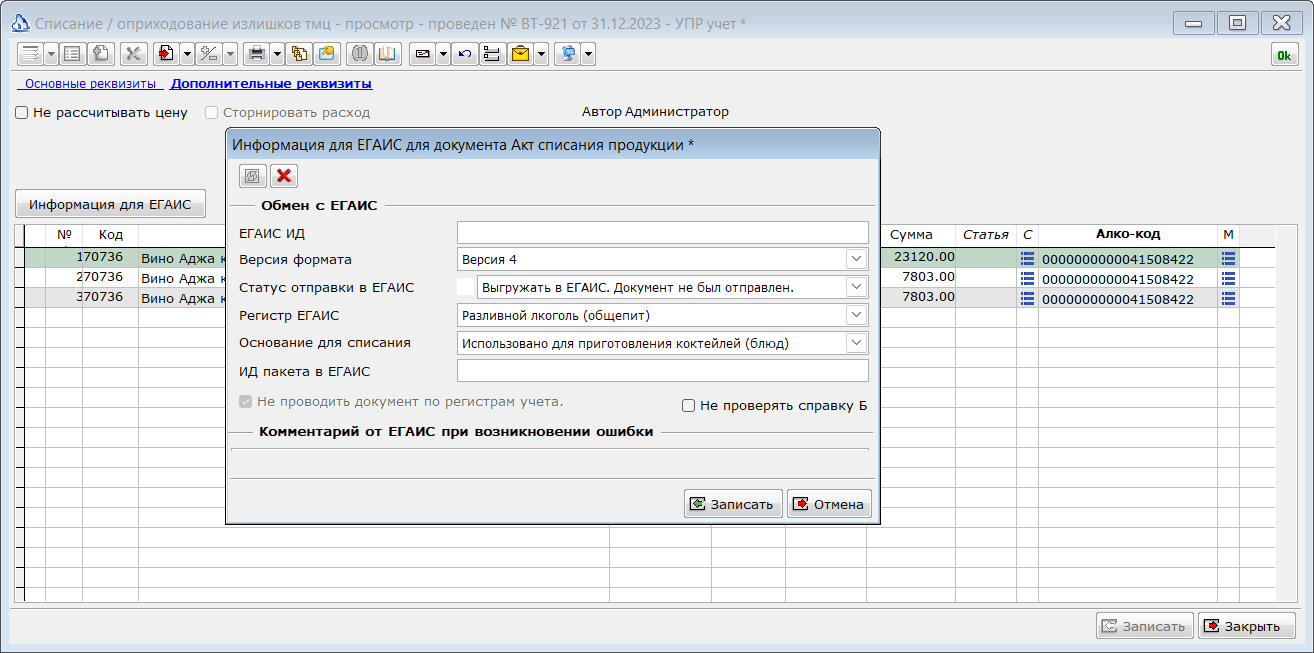 Списание / оприходование излишков тмц - просмотр - проведен № ВТ-921 от 31.12.2023 - УПР учет *
Ok
Основные реквизиты Дополнительные реквизиты
Не рассчитывать цену Сторнировать расход Автор Администратор
Информация для ЕГАИС для документа Акт списания продукции *
Информация для ЕГАИС
Обмен с ЕГАИС
№ Код Сумма Статья С Алко-код М
1 70736 Вино Аджа 23120.00 0000000000041508422
2 70736 Вино Аджа 7803.00 0000000000041508422
3 70736 Вино Аджа 7803.00 0000000000041508422
ЕГАИС ИД
Версия формата Версия 4
Статус отправки в ЕГАИС Выгружать в ЕГАИС. Документ не был отправлен.
Регистр ЕГАИС Разливной алкоголь (общепит)
Основание для списания Использовано для приготовления коктейлей (блюд)
ИД пакета в ЕГАИС
Не проводить документ по регистрам учета. Не проверять справку Б
Комментарий от ЕГАИС при возникновении ошибки
Записать Отмена
Записать Закрыть